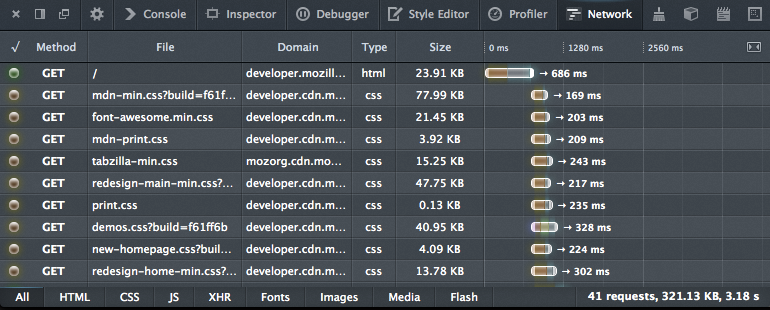 Console Inspector Debugger Style Editor Profiler Network
√ Method File Domain Type Size 0 ms 1280 ms 2560 ms
GET / developer.mozill... html 23.91 KB → 686 ms
GET mdn-min.css?build=f61f... developer.cdn.m... css 77.99 KB → 169 ms
GET font-awesome.min.css developer.cdn.m... css 21.45 KB → 203 ms
GET mdn-print.css developer.cdn.m... css 3.92 KB → 209 ms
GET tabzilla-min.css mozorg.cdn.mo... css 15.25 KB → 243 ms
GET redesign-main-min.css?... developer.cdn.m... css 47.75 KB → 217 ms
GET print.css developer.cdn.m... css 0.13 KB → 235 ms
GET demos.css?build=f61ff6b developer.cdn.m... css 40.95 KB → 328 ms
GET new-homepage.css?buil... developer.cdn.m... css 4.09 KB → 224 ms
GET redesign-home-min.css?... developer.cdn.m... css 13.78 KB → 302 ms
All HTML CSS JS XHR Fonts Images Media Flash 41 requests, 321.13 KB, 3.18 s